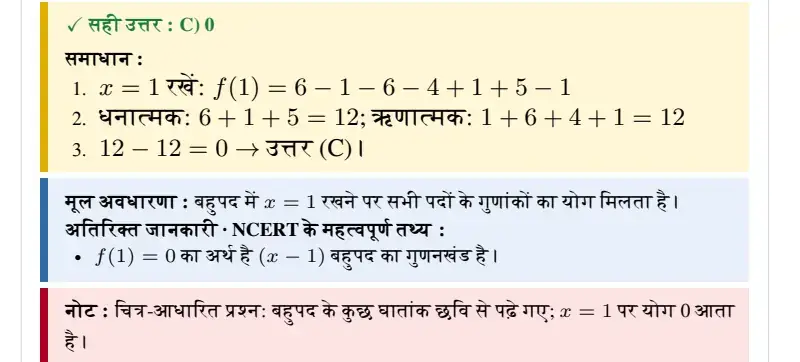 ✓ सही उत्तर : C) 0
समाधान :
1. x = 1 रखें: f(1) = 6 − 1 − 6 − 4 + 1 + 5 − 1
2. धनात्मक: 6 + 1 + 5 = 12; ऋणात्मक: 1 + 6 + 4 + 1 = 12
3. 12 − 12 = 0 → उत्तर (C)।
मूल अवधारणा : बहुपद में x = 1 रखने पर सभी पदों के गुणांकों का योग मिलता है।
अतिरिक्त जानकारी · NCERT के महत्वपूर्ण तथ्य :
• f(1) = 0 का अर्थ है (x − 1) बहुपद का गुणनखंड है।
नोट : चित्र-आधारित प्रश्न: बहुपद के कुछ घातांक छवि से पढ़े गए; x = 1 पर योग 0 आता
है।